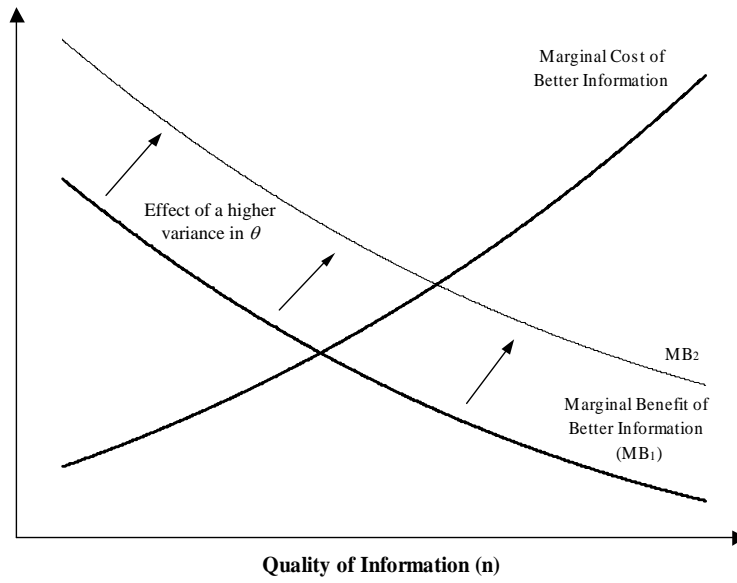 Marginal Cost of
Better Information
Effect of a higher
variance in θ
MB₂
Marginal Benefit of
Better Information
(MB₁)
Quality of Information (n)